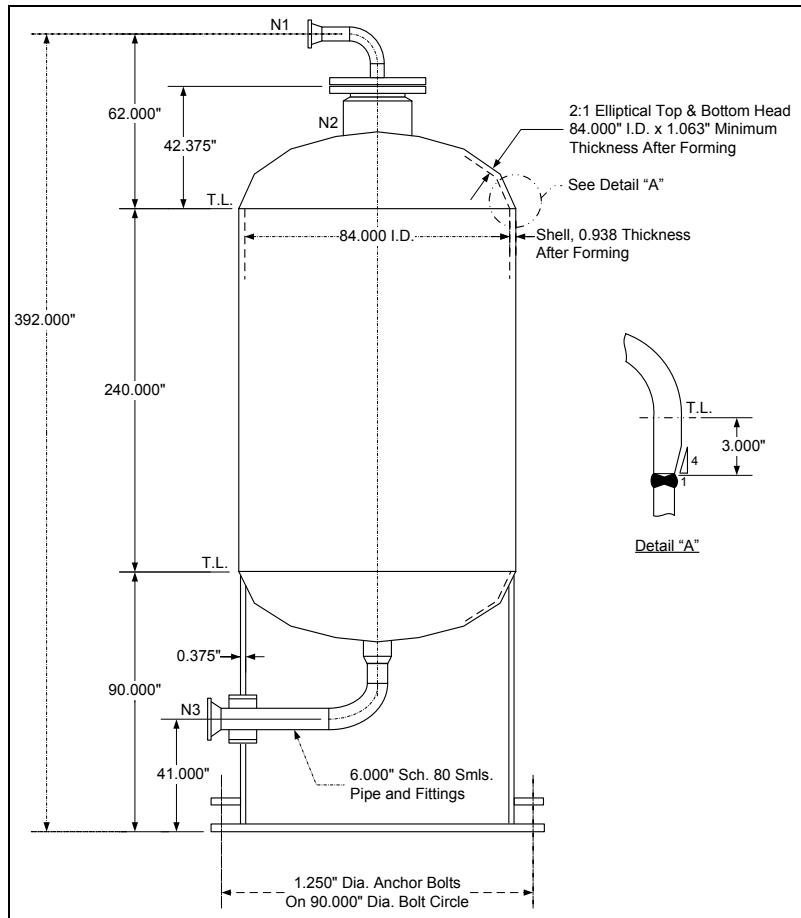 N1
62.000"
42.375"
N2
2:1 Elliptical Top & Bottom Head
84.000" I.D. x 1.063" Minimum
Thickness After Forming
See Detail “A”
T.L.
84.000 I.D.
Shell, 0.938 Thickness
After Forming
392.000"
240.000"
T.L.
3.000"
4
1
Detail “A”
T.L.
0.375"
90.000"
N3
41.000"
6.000" Sch. 80 Smls.
Pipe and Fittings
1.250" Dia. Anchor Bolts
On 90.000" Dia. Bolt Circle